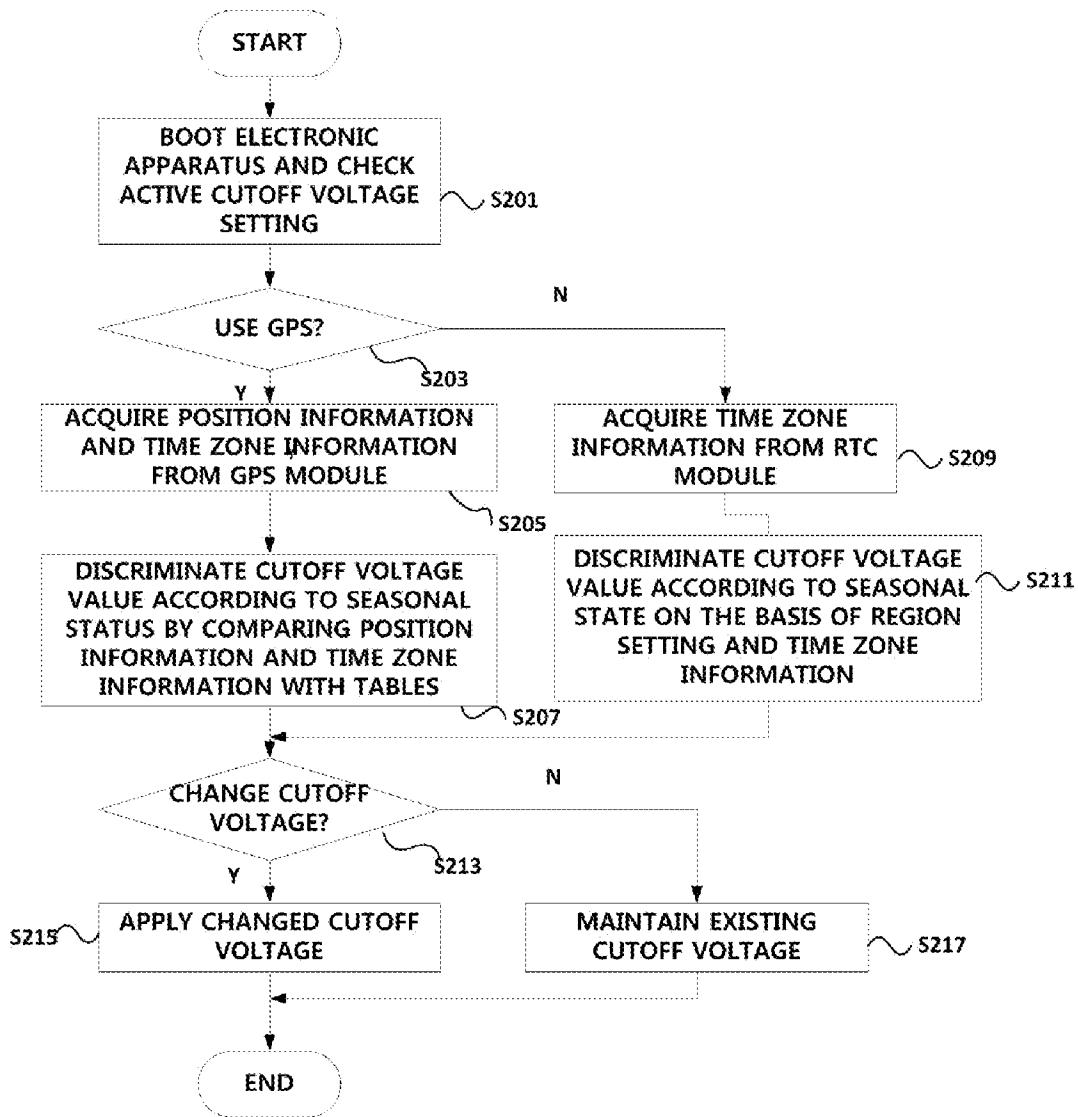 START
BOOT ELECTRONIC
APPARATUS AND CHECK
ACTIVE CUTOFF VOLTAGE
SETTING
S201
USE GPS?
N
S203
Y
ACQUIRE POSITION INFORMATION
AND TIME ZONE INFORMATION
FROM GPS MODULE
S205
ACQUIRE TIME ZONE
INFORMATION FROM RTC
MODULE
S209
DISCRIMINATE CUTOFF VOLTAGE
VALUE ACCORDING TO SEASONAL
STATUS BY COMPARING POSITION
INFORMATION AND TIME ZONE
INFORMATION WITH TABLES
S207
DISCRIMINATE CUTOFF VOLTAGE
VALUE ACCORDING TO SEASONAL
STATE ON THE BASIS OF REGION
SETTING AND TIME ZONE
INFORMATION
S211
CHANGE CUTOFF
VOLTAGE?
N
S213
Y
S215
APPLY CHANGED CUTOFF
VOLTAGE
MAINTAIN EXISTING
CUTOFF VOLTAGE
S217
END